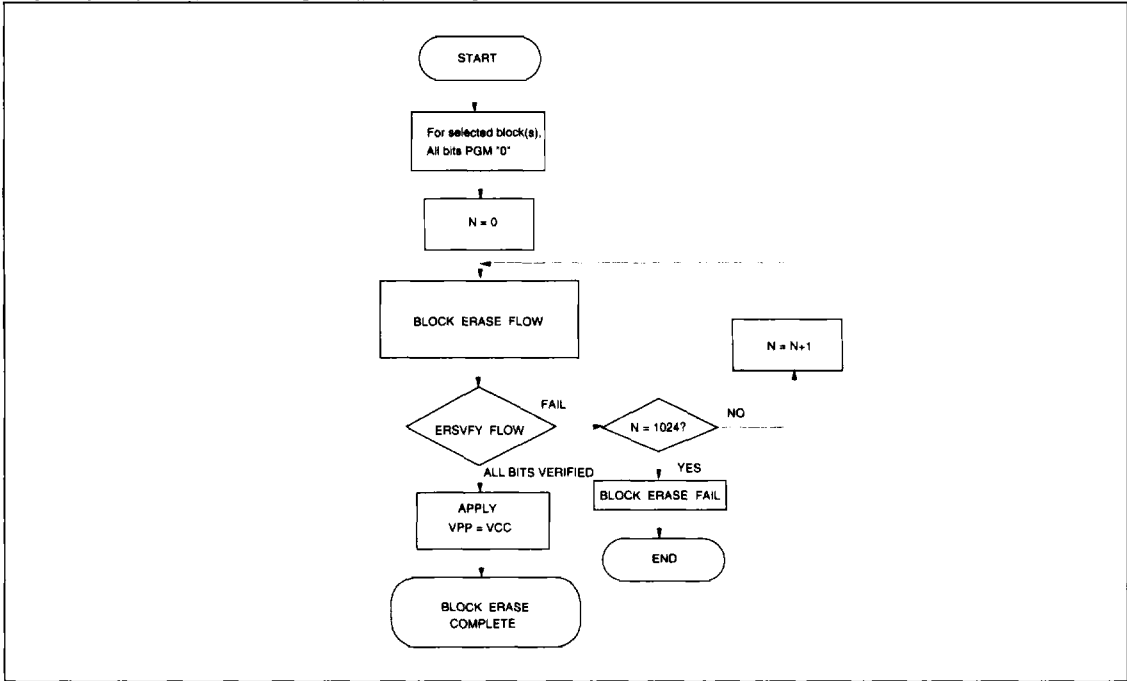 START
For selected block(s),
All bits PGM "0"
N = 0
BLOCK ERASE FLOW
N = N+1
FAIL
ERSVFY FLOW
N = 1024?
NO
ALL BITS VERIFIED
YES
APPLY
VPP = VCC
BLOCK ERASE FAIL
END
BLOCK ERASE
COMPLETE